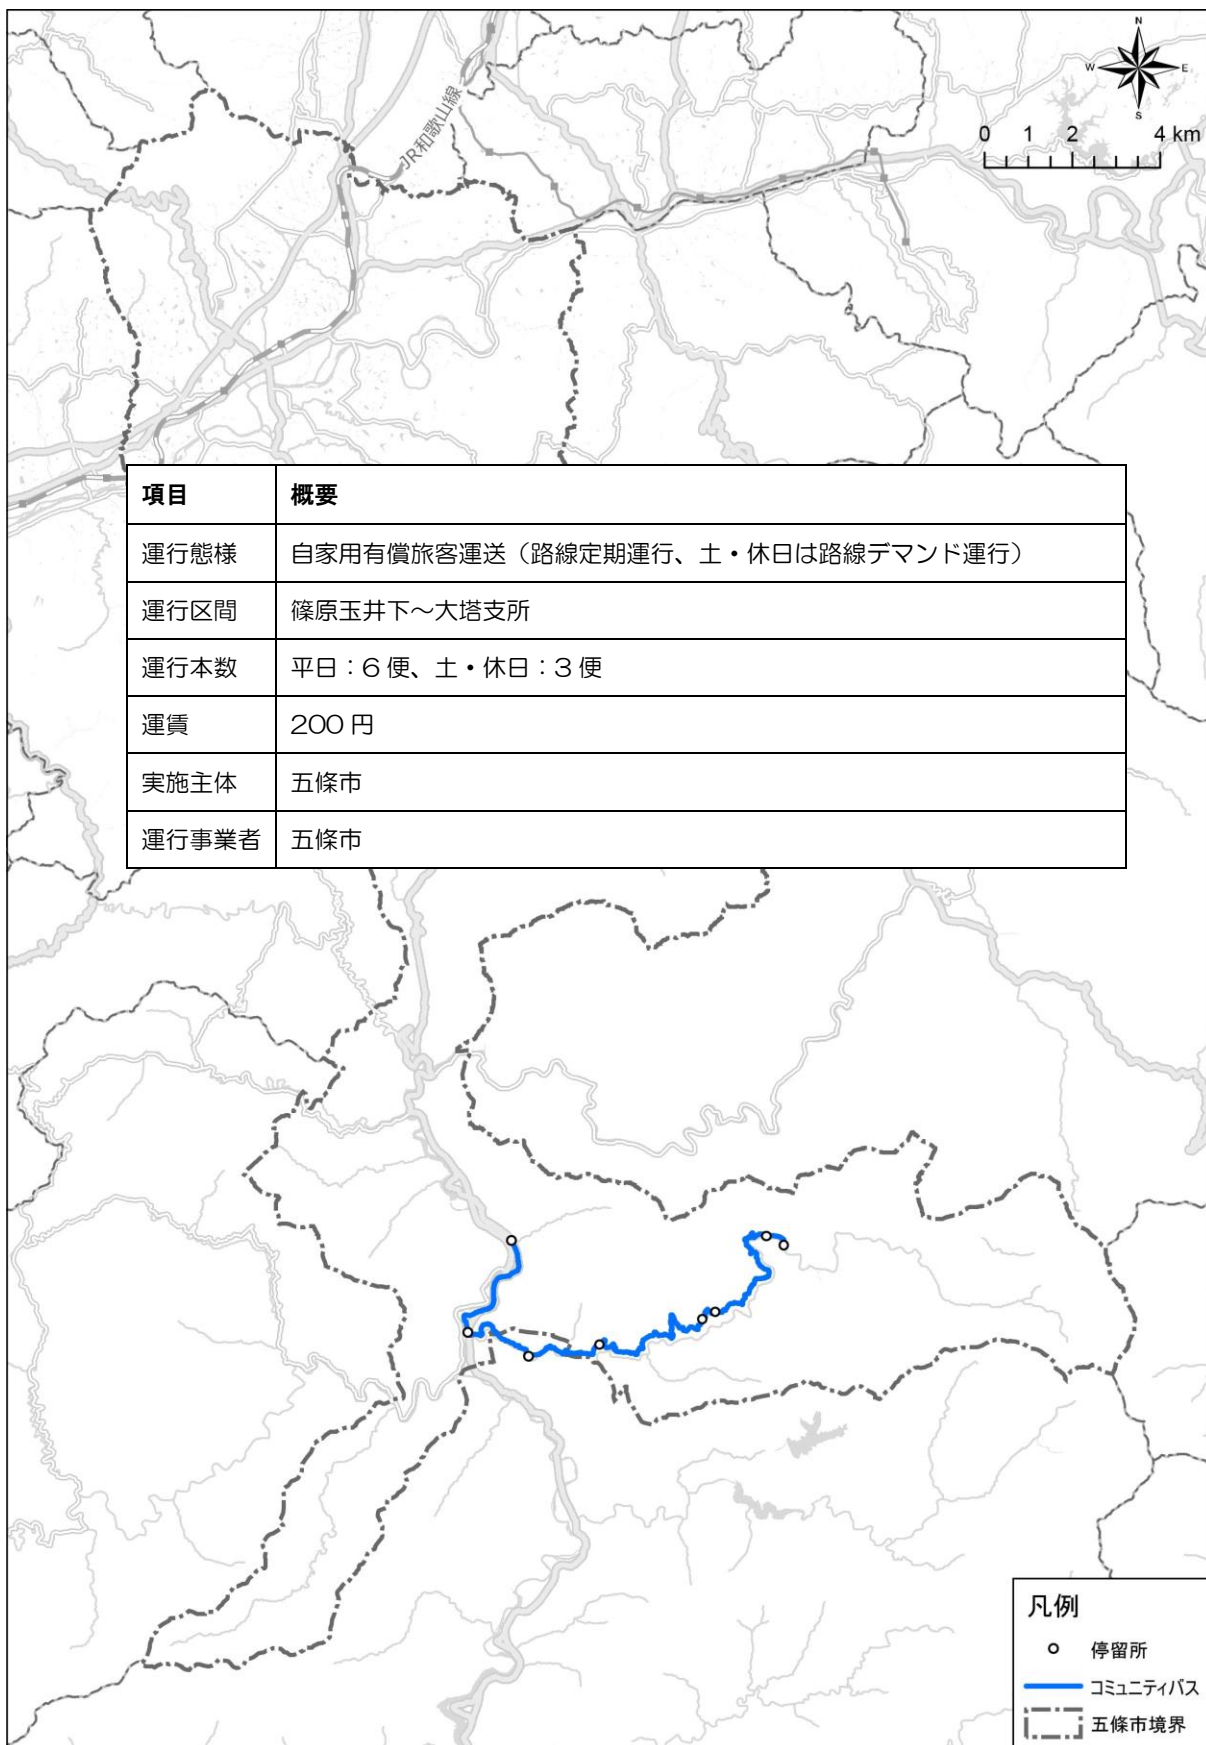 N
W E
S
0 1 2 4 km
JR和歌山線
項目 概要
運行態様 自家用有償旅客運送(路線定期運行、土・休日は路線デマンド運行)
運行区間 篠原玉井下~大塔支所
運行本数 平日:6便、土・休日:3便
運賃 200円
実施主体 五條市
運行事業者 五條市
凡例
停留所
コミュニティバス
五條市境界